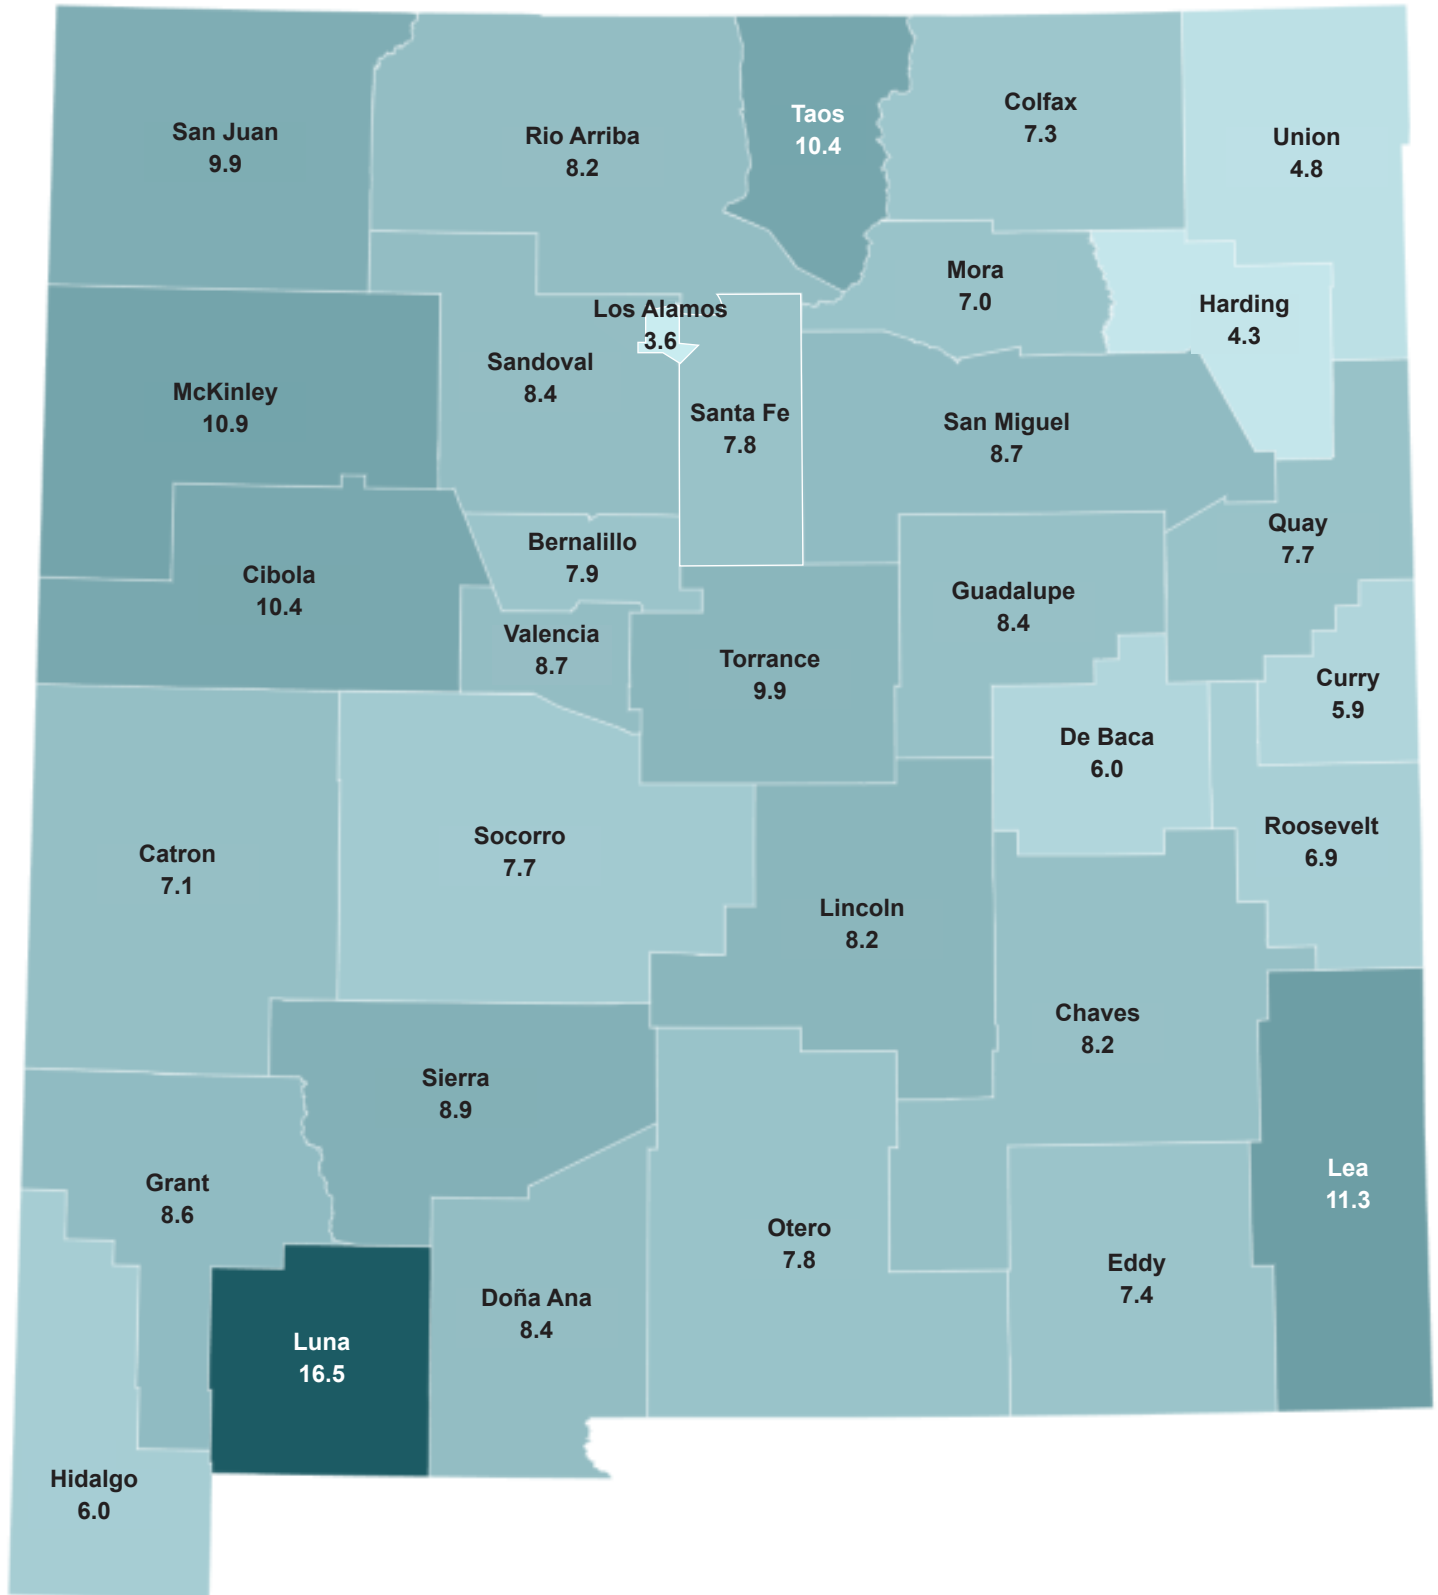 San Juan
9.9
Rio Arriba
8.2
Taos
10.4
Colfax
7.3
Union
4.8
Mora
7.0
Harding
4.3
Los Alamos
3.6
Sandoval
8.4
McKinley
10.9
Santa Fe
7.8
San Miguel
8.7
Quay
7.7
Bernalillo
7.9
Cibola
10.4
Guadalupe
8.4
Valencia
8.7
Torrance
9.9
Curry
5.9
De Baca
6.0
Roosevelt
6.9
Socorro
7.7
Catron
7.1
Lincoln
8.2
Chaves
8.2
Sierra
8.9
Lea
11.3
Grant
8.6
Otero
7.8
Eddy
7.4
Doña Ana
8.4
Luna
16.5
Hidalgo
6.0